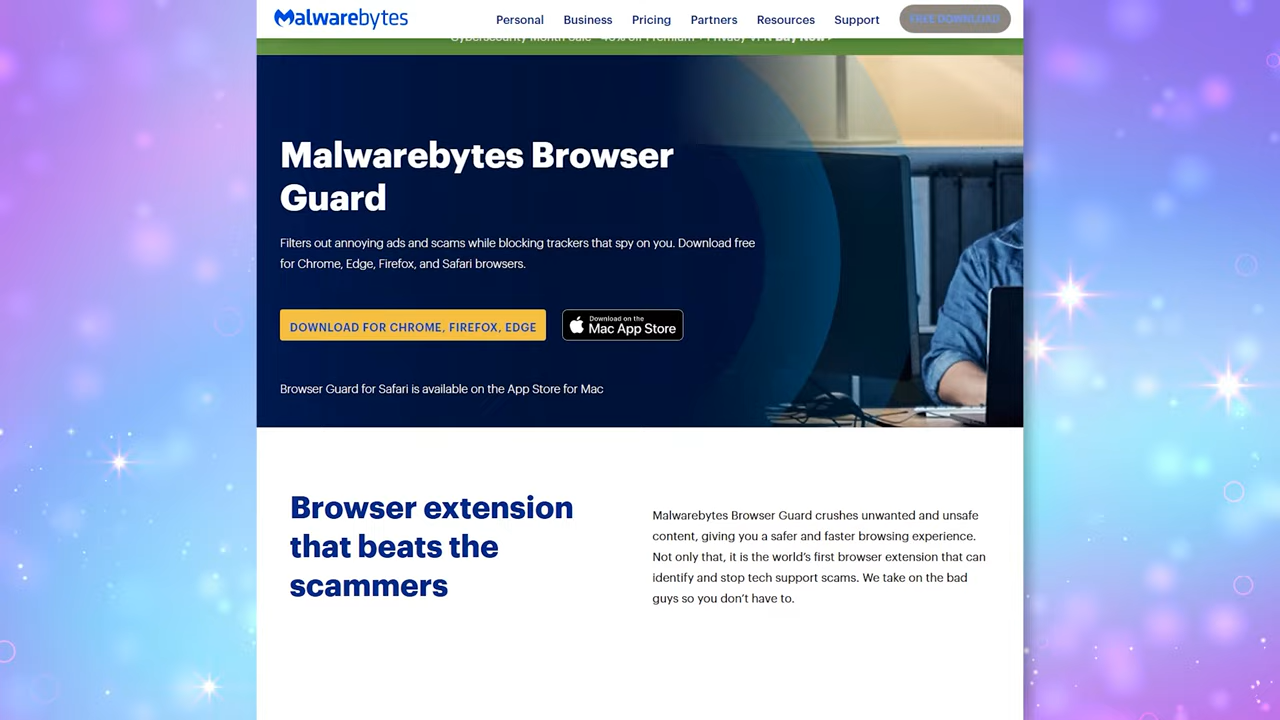 Malwarebytes
Personal Business Pricing Partners Resources Support FREE DOWNLOAD
Cybersecurity Month Sale - 40% off Premium + Privacy VPN Buy Now >
Malwarebytes Browser
Guard
Filters out annoying ads and scams while blocking trackers that spy on you. Download free
for Chrome, Edge, Firefox, and Safari browsers.
DOWNLOAD FOR CHROME, FIREFOX, EDGE
Download on the
Mac App Store
Browser Guard for Safari is available on the App Store for Mac
Browser extension
that beats the
scammers
Malwarebytes Browser Guard crushes unwanted and unsafe
content, giving you a safer and faster browsing experience.
Not only that, it is the world's first browser extension that can
identify and stop tech support scams. We take on the bad
guys so you don't have to.